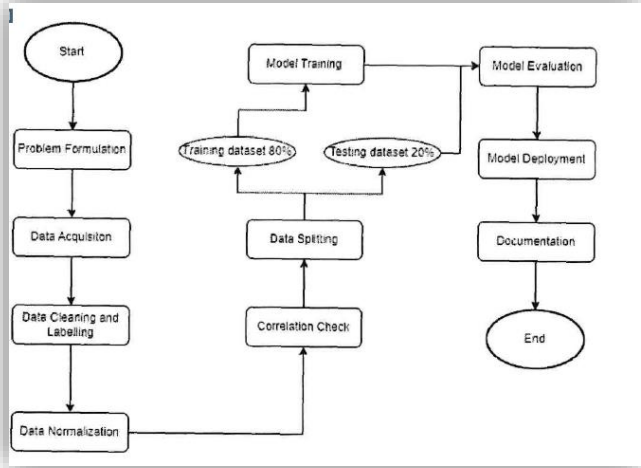 Start
Problem Formulation
Data Acquisiton
Data Cleaning and
Labelling
Data Normalization
Correlation Check
Data Splitting
Training dataset 80%
Testing dataset 20%
Model Training
Model Evaluation
Model Deployment
Documentation
End